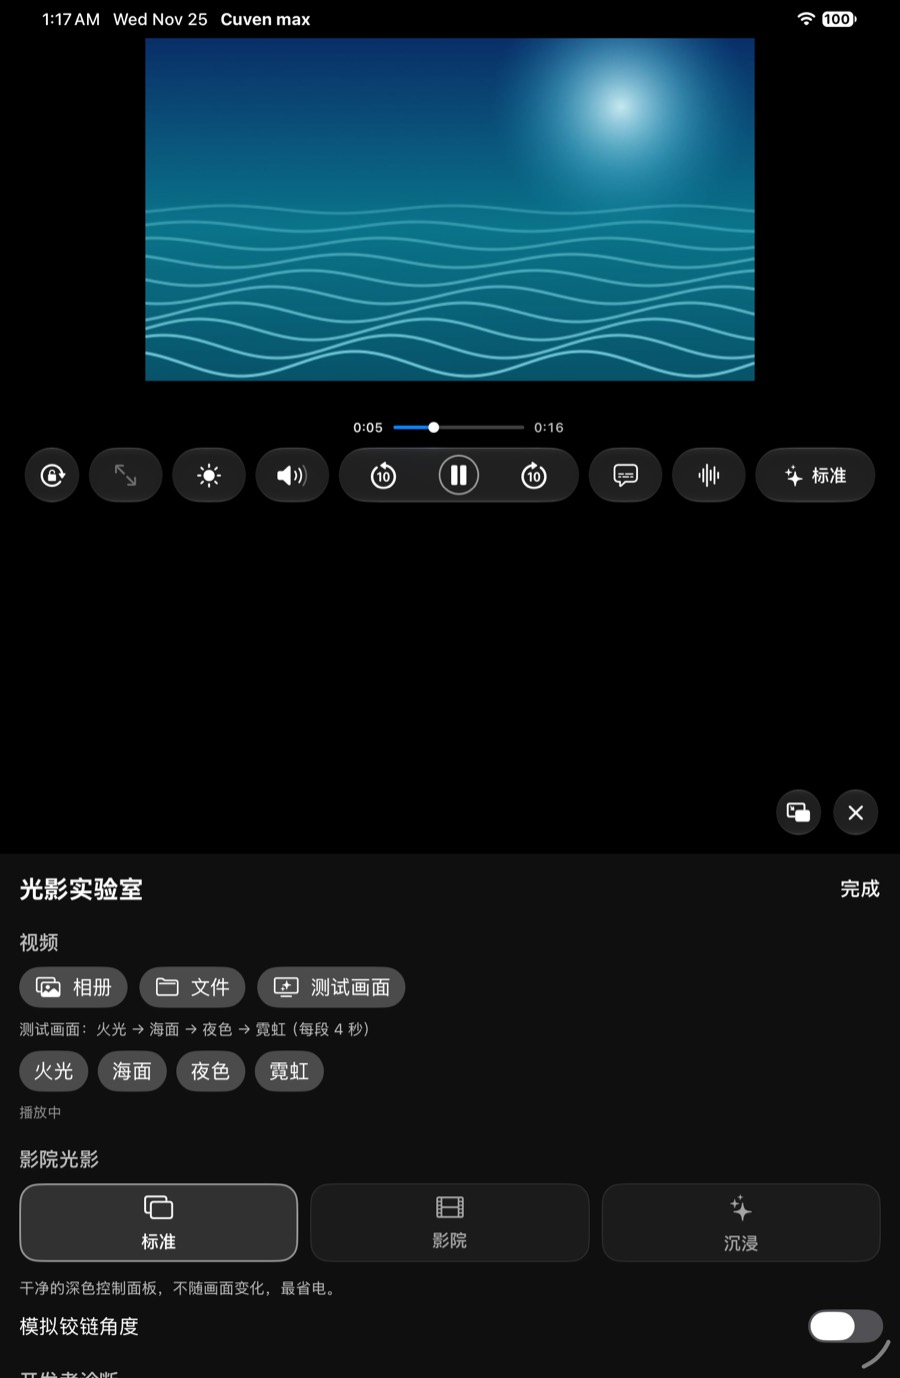 1:17 AM Wed Nov 25 Cuven max 100
0:05 0:16
10 10 标准
光影实验室 完成
视频
相册 文件 测试画面
测试画面：火光 → 海面 → 夜色 → 霓虹（每段 4 秒）
火光 海面 夜色 霓虹
播放中
影院光影
标准 影院 沉浸
干净的深色控制面板，不随画面变化，最省电。
模拟铰链角度
开发者诊断